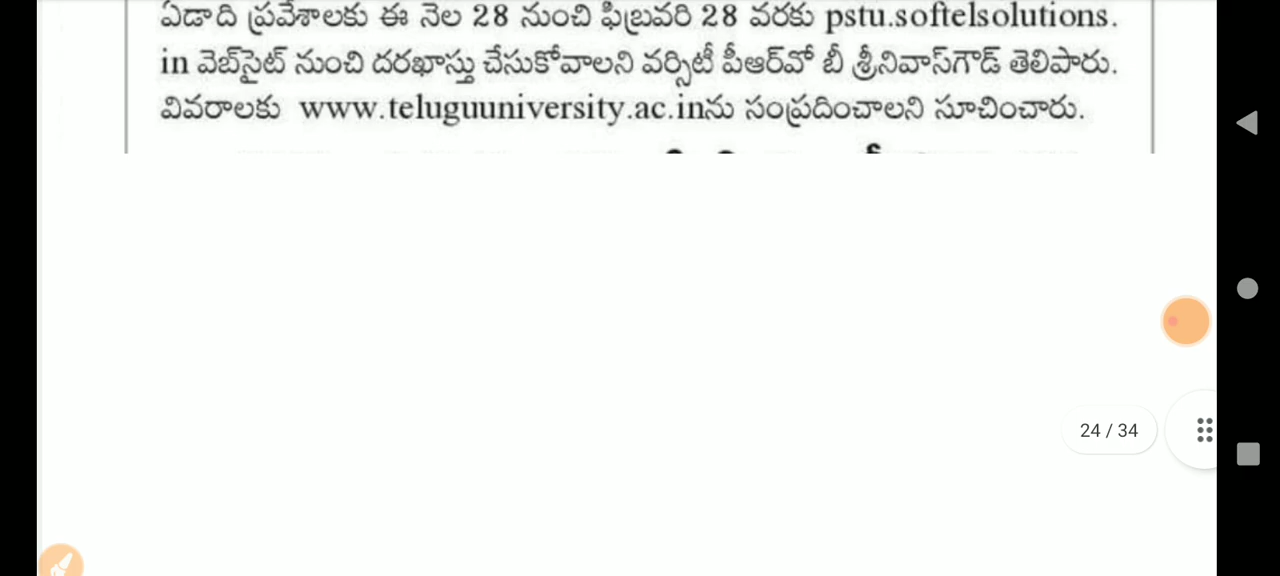 ఏడాది ప్రవేశాలకు ఈ నెల 28 నుంచి ఫిబ్రవరి 28 వరకు pstu.softelsolutions.
in వెబ్‌సైట్ నుంచి దరఖాస్తు చేసుకోవాలని వర్సిటీ పీఆర్‌వో బీ శ్రీనివాస్‌గౌడ్ తెలిపారు.
వివరాలకు www.teluguuniversity.ac.inను సంప్రదించాలని సూచించారు.
24 / 34